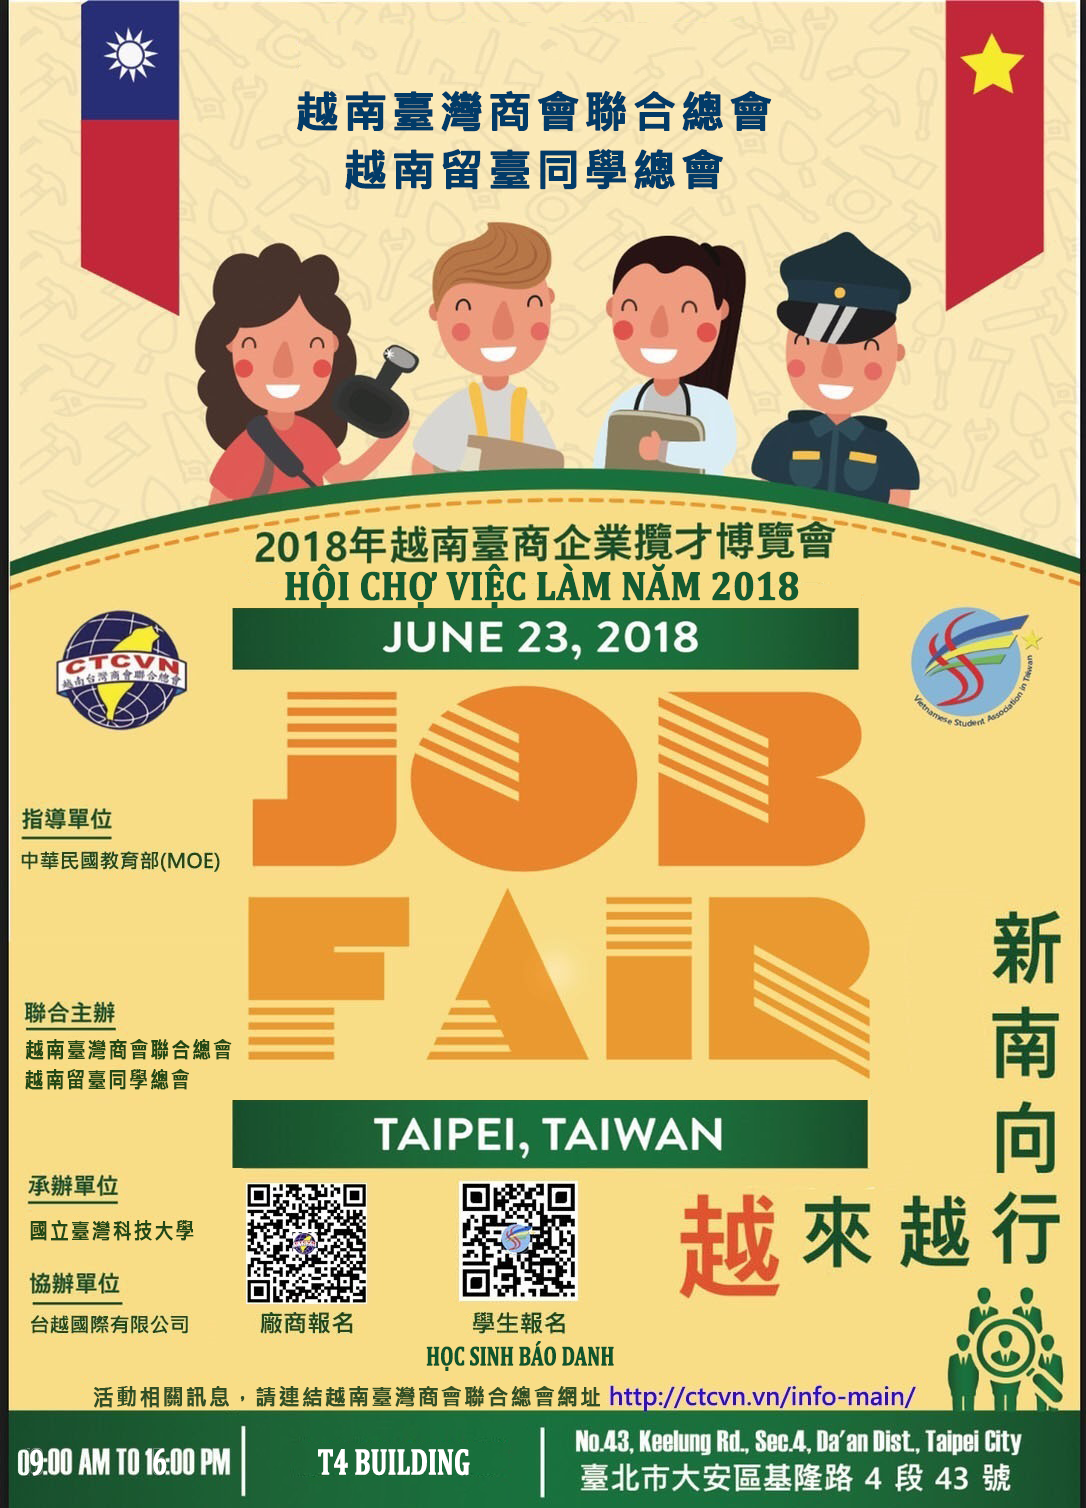 越南臺灣商會聯合總會
越南留臺同學總會
2018年越南臺商企業攬才博覽會
HỘI CHỢ VIỆC LÀM NĂM 2018
JUNE 23, 2018
CTCVN
越南台灣商會聯合總會
Vietnamese Student Association in Taiwan
JOB
FAIR
指導單位
中華民國教育部(MOE)
聯合主辦
越南臺灣商會聯合總會
越南留臺同學總會
TAIPEI, TAIWAN
新南向行
越來越
承辦單位
國立臺灣科技大學
協辦單位
台越國際有限公司
廠商報名
學生報名
HỌC SINH BÁO DANH
活動相關訊息，請連結越南臺灣商會聯合總會網址 http://ctcvn.vn/info-main/
09:00 AM TO 16:00 PM
T4 BUILDING
No.43, Keelung Rd., Sec.4, Da'an Dist., Taipei City
臺北市大安區基隆路 4 段 43 號